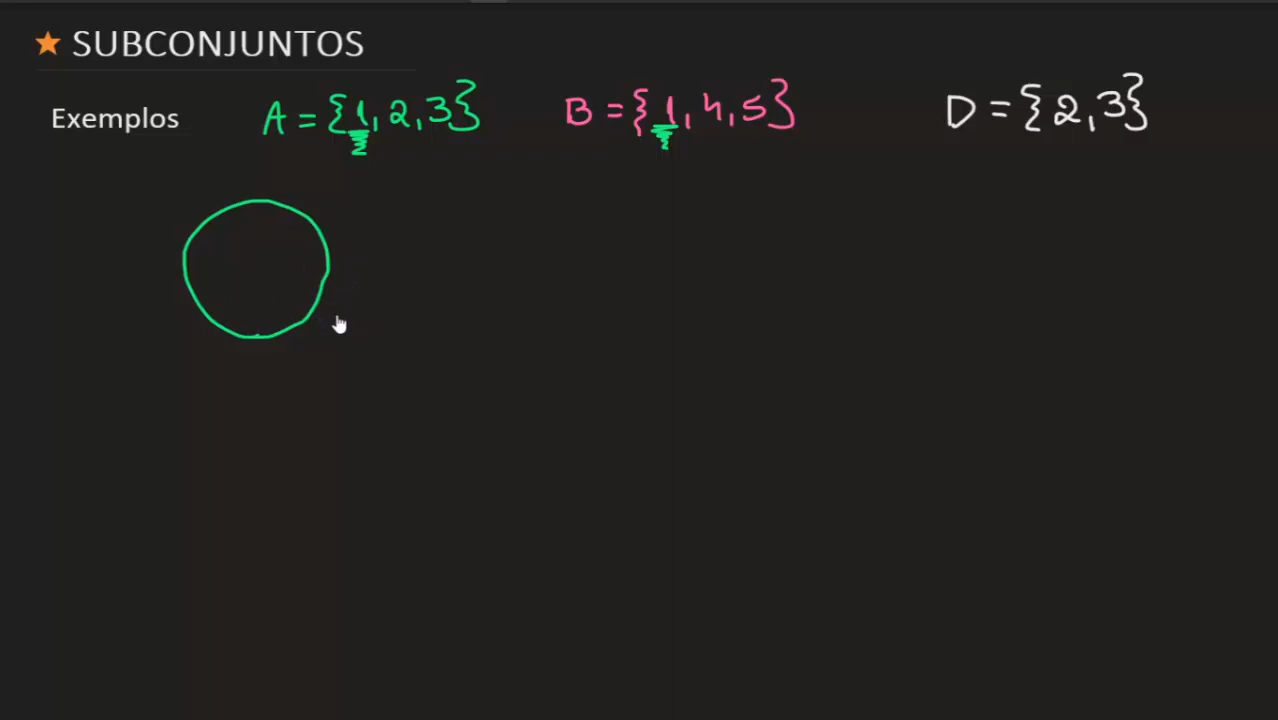 SUBCONJUNTOS
Exemplos A = {1, 2, 3} B = {1, 4, 5} D = {2, 3}